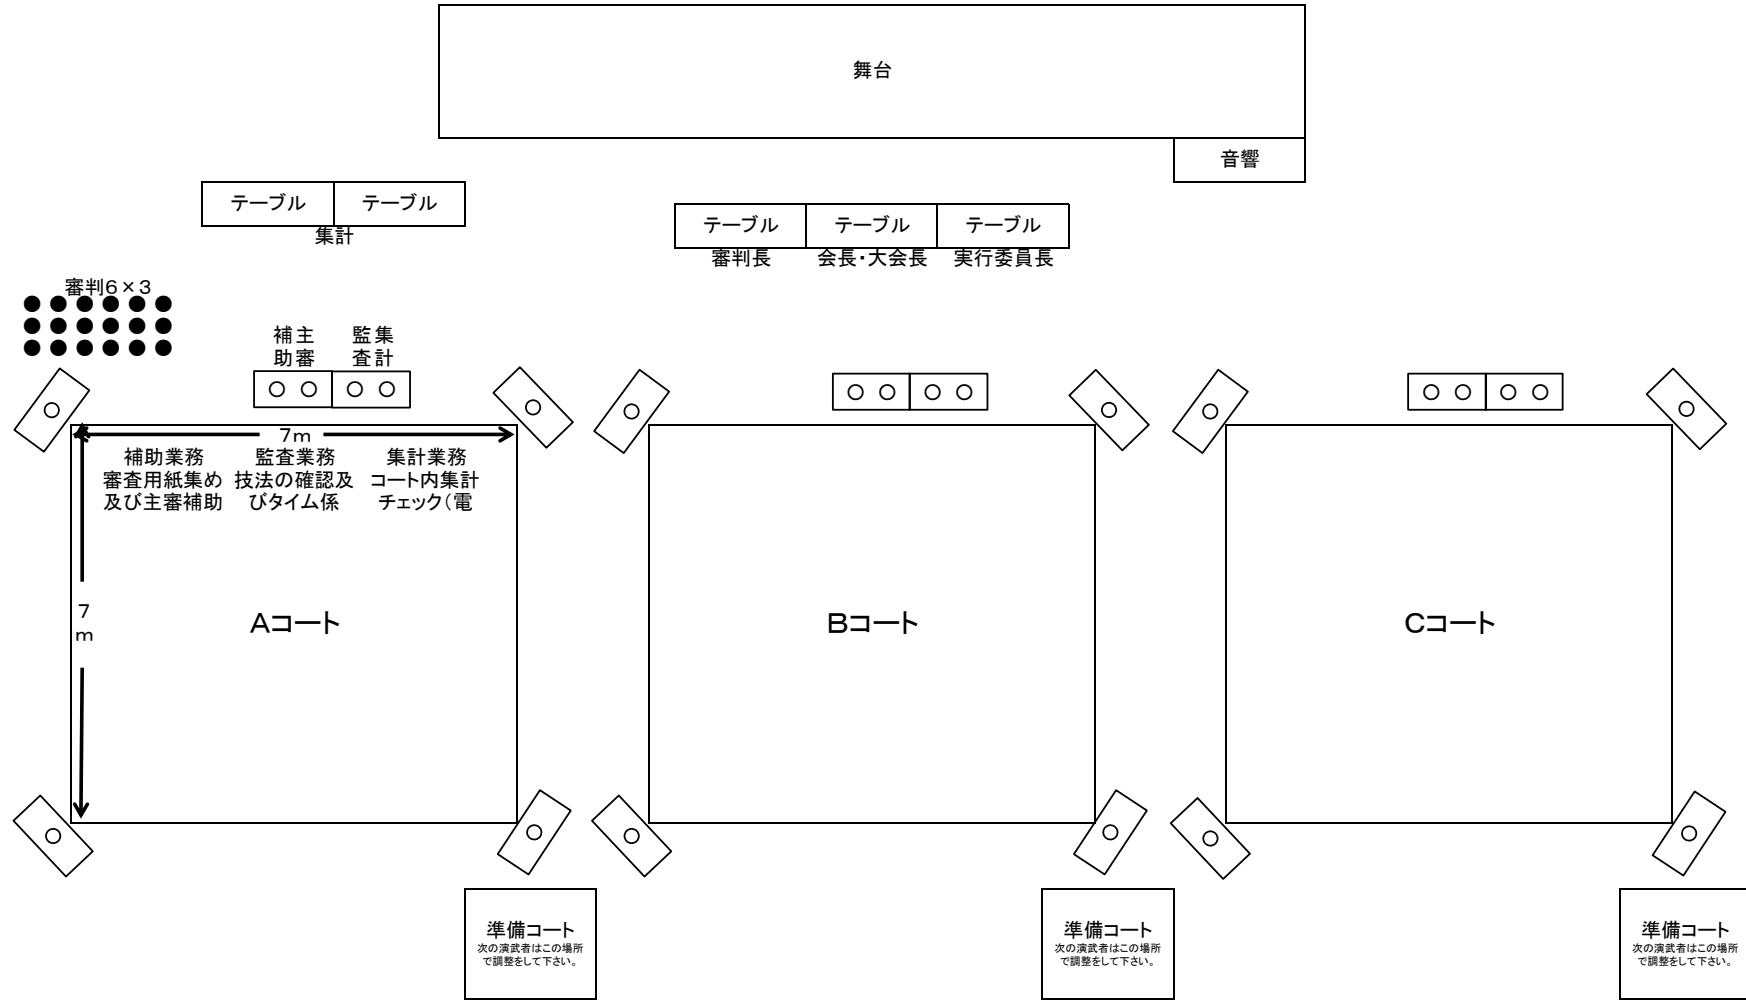 舞台
音響
テーブル
テーブル
集計
テーブル
テーブル
テーブル
審判長
会長・大会長
実行委員長
審判6×3
補主
助審
監集
査計
7m
補助業務
審査用紙集め
及び主審補助
監査業務
技法の確認及
びタイム係
集計業務
コート内集計
チェック（電
7
m
Aコート
Bコート
Cコート
準備コート
次の演武者はこの場所
で調整をして下さい。
準備コート
次の演武者はこの場所
で調整をして下さい。
準備コート
次の演武者はこの場所
で調整をして下さい。